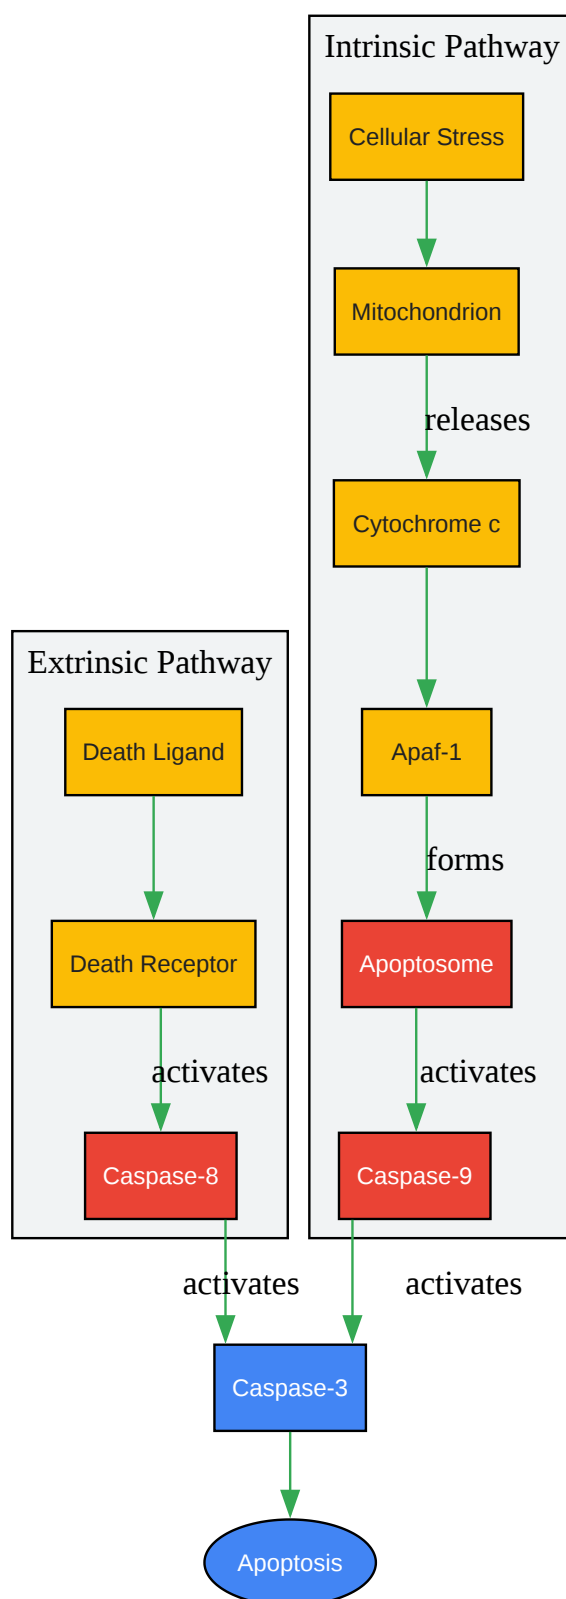 Intrinsic Pathway
Cellular Stress
Mitochondrion
releases
Cytochrome c
Extrinsic Pathway
Death Ligand
Apaf-1
forms
Death Receptor
Apoptosome
activates
activates
Caspase-8
Caspase-9
activates
activates
Caspase-3
Apoptosis